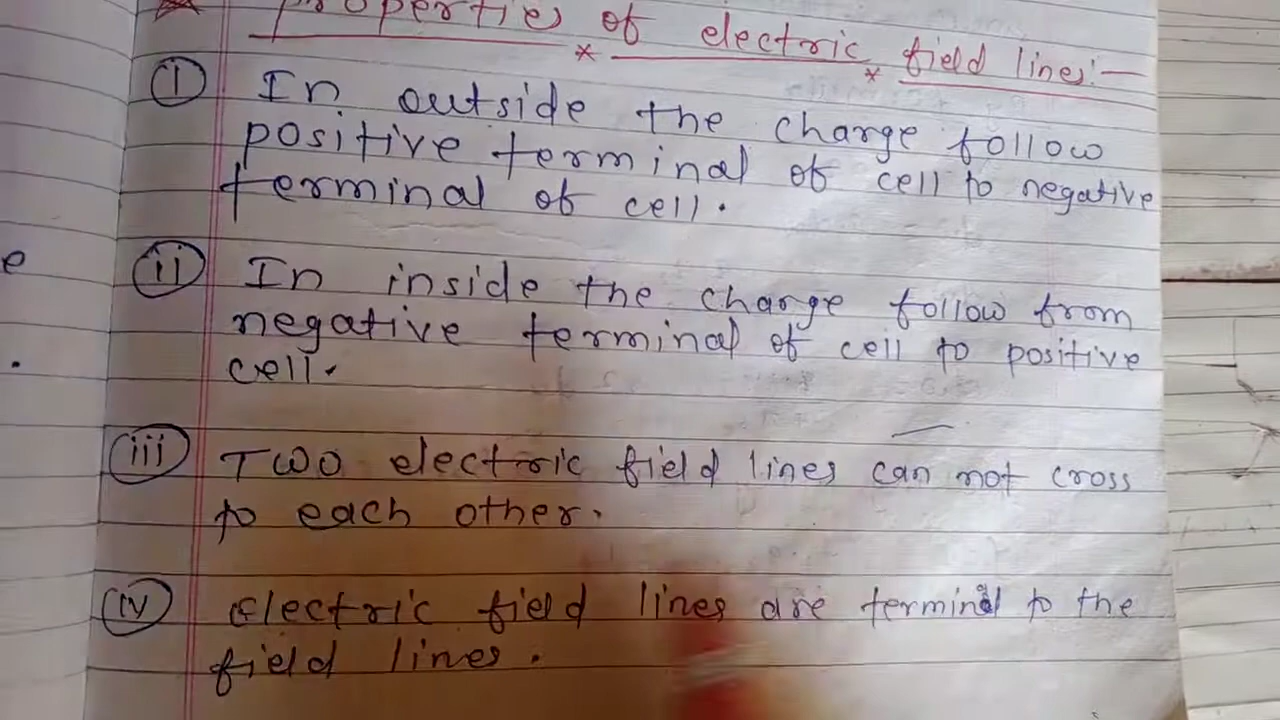 Properties of electric field lines:—
(i) In outside the charge follow
positive terminal of cell to negative
terminal of cell.
(ii) In inside the charge follow from
negative terminal of cell to positive
cell.
(iii) Two electric field lines can not cross
to each other.
(iv) Electric field lines are terminal to the
field lines.
e